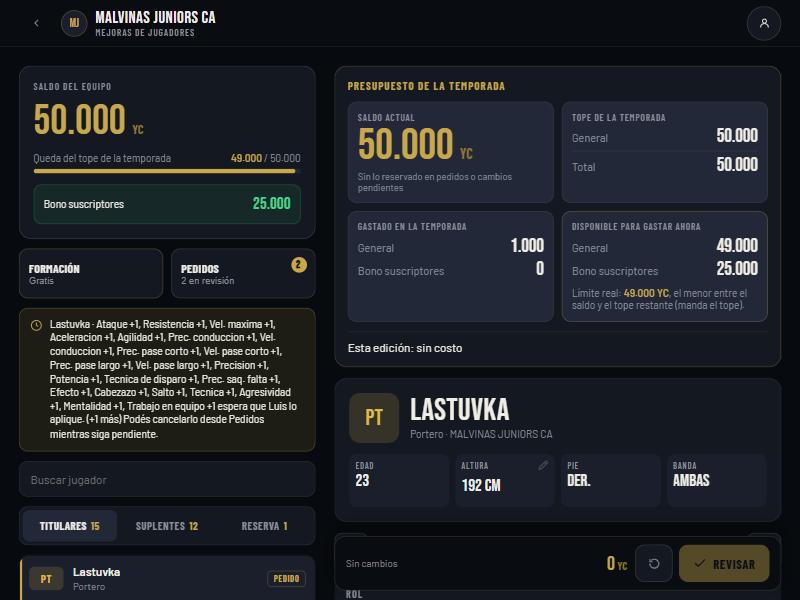 MJ
MALVINAS JUNIORS CA
MEJORAS DE JUGADORES
SALDO DEL EQUIPO
50.000 YC
Queda del tope de la temporada 49.000 / 50.000
Bono suscriptores 25.000
FORMACIÓN
Gratis
PEDIDOS 2
2 en revisión
Lastuvka · Ataque +1, Resistencia +1, Vel. maxima +1,
Aceleracion +1, Agilidad +1, Prec. conduccion +1, Vel.
conduccion +1, Prec. pase corto +1, Vel. pase corto +1,
Prec. pase largo +1, Vel. pase largo +1, Precision +1,
Potencia +1, Tecnica de disparo +1, Prec. saq. falta +1,
Efecto +1, Cabezazo +1, Salto +1, Tecnica +1, Agresividad
+1, Mentalidad +1, Trabajo en equipo +1 espera que Luis lo
aplique. (+1 más) Podés cancelarlo desde Pedidos
mientras siga pendiente.
Buscar jugador
TITULARES 15 SUPLENTES 12 RESERVA 1
PT Lastuvka PEDIDO
Portero
PRESUPUESTO DE LA TEMPORADA
SALDO ACTUAL
50.000 YC
Sin lo reservado en pedidos o cambios
pendientes
TOPE DE LA TEMPORADA
General 50.000
Total 50.000
GASTADO EN LA TEMPORADA
General 1.000
Bono suscriptores 0
DISPONIBLE PARA GASTAR AHORA
General 49.000
Bono suscriptores 25.000
Límite real: 49.000 YC, el menor entre el
saldo y el tope restante (manda el tope).
Esta edición: sin costo
PT LASTUVKA
Portero · MALVINAS JUNIORS CA
EDAD
23
ALTURA
192 CM
PIE
DER.
BANDA
AMBAS
Sin cambios 0 YC REVISAR
ROL